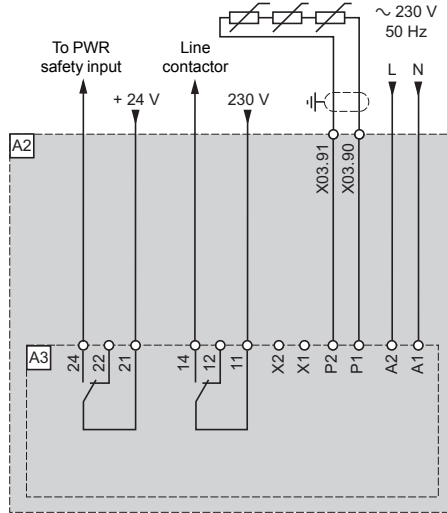 ∼ 230 V
50 Hz
To PWR
safety input
Line
contactor
+ 24 V
230 V
L
N
A2
X03.91
X03.90
A3
24
22
21
14
12
11
X2
X1
P2
P1
A2
A1